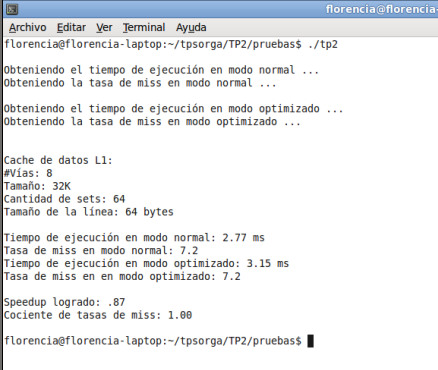 florencia@florencia
Archivo Editar Ver Terminal Ayuda
florencia@florencia-laptop:~/tpsorga/TP2/pruebas$ ./tp2
Obteniendo el tiempo de ejecución en modo normal ...
Obteniendo la tasa de miss en modo normal ...
Obteniendo el tiempo de ejecución en modo optimizado ...
Obteniendo la tasa de miss en modo optimizado ...
Cache de datos L1:
#Vías: 8
Tamaño: 32K
Cantidad de sets: 64
Tamaño de la línea: 64 bytes
Tiempo de ejecución en modo normal: 2.77 ms
Tasa de miss en modo normal: 7.2
Tiempo de ejecución en modo optimizado: 3.15 ms
Tasa de miss en en modo optimizado: 7.2
Speedup logrado: .87
Cociente de tasas de miss: 1.00
florencia@florencia-laptop:~/tpsorga/TP2/pruebas$